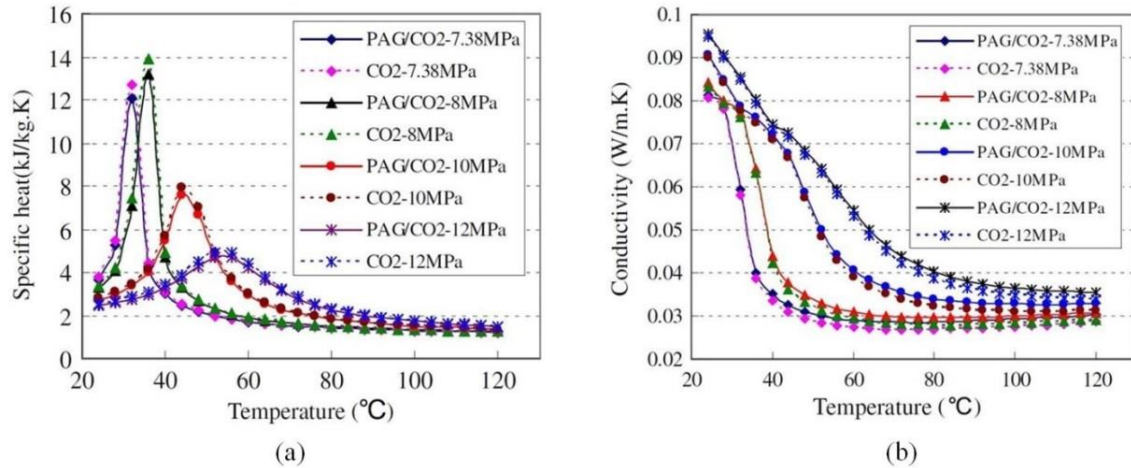 16
14
12
10
8
6
4
2
0
Specific heat(kJ/kg.K)
20
40
60
80
100
120
Temperature (℃)
PAG/CO2-7.38MPa
CO2-7.38MPa
PAG/CO2-8MPa
CO2-8MPa
PAG/CO2-10MPa
CO2-10MPa
PAG/CO2-12MPa
CO2-12MPa
(a)
0.1
0.09
0.08
0.07
0.06
0.05
0.04
0.03
0.02
Conductivity (W/m.K)
20
40
60
80
100
120
Temperature (℃)
PAG/CO2-7.38MPa
CO2-7.38MPa
PAG/CO2-8MPa
CO2-8MPa
PAG/CO2-10MPa
CO2-10MPa
PAG/CO2-12MPa
CO2-12MPa
(b)